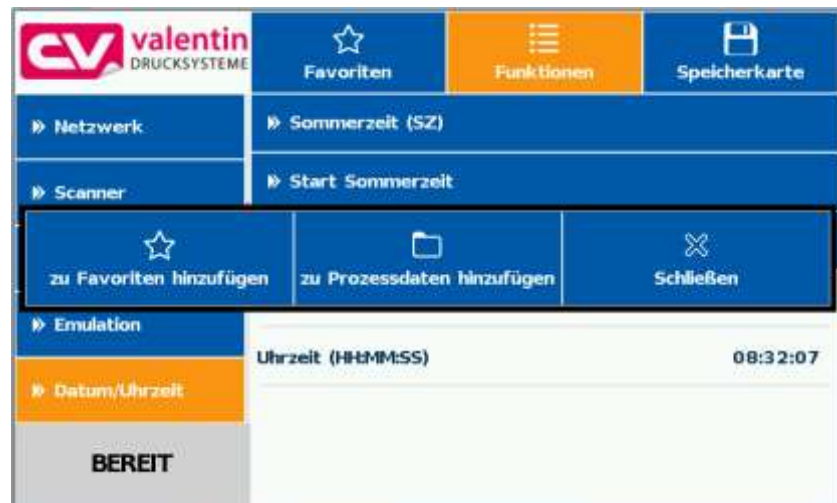 cv valentin
DRUCKSYSTEME
Favoriten
Funktionen
Speicherkarte
Netzwerk
Sommerzeit (SZ)
Scanner
Start Sommerzeit
zu Favoriten hinzufügen
zu Prozessdaten hinzufügen
Schließen
Emulation
Uhrzeit (HH:MM:SS)
08:32:07
Datum/Uhrzeit
BEREIT